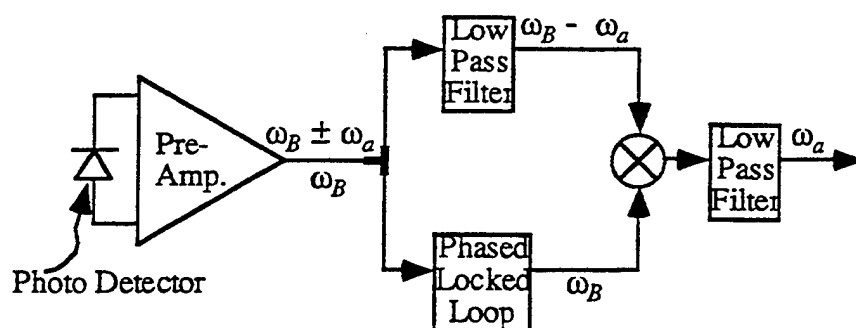 Low
Pass
Filter
ω_B - ω_a
Pre-
Amp.
ω_B ± ω_a
ω_B
Low
Pass
Filter
ω_a
Phased
Locked
Loop
ω_B
Photo Detector